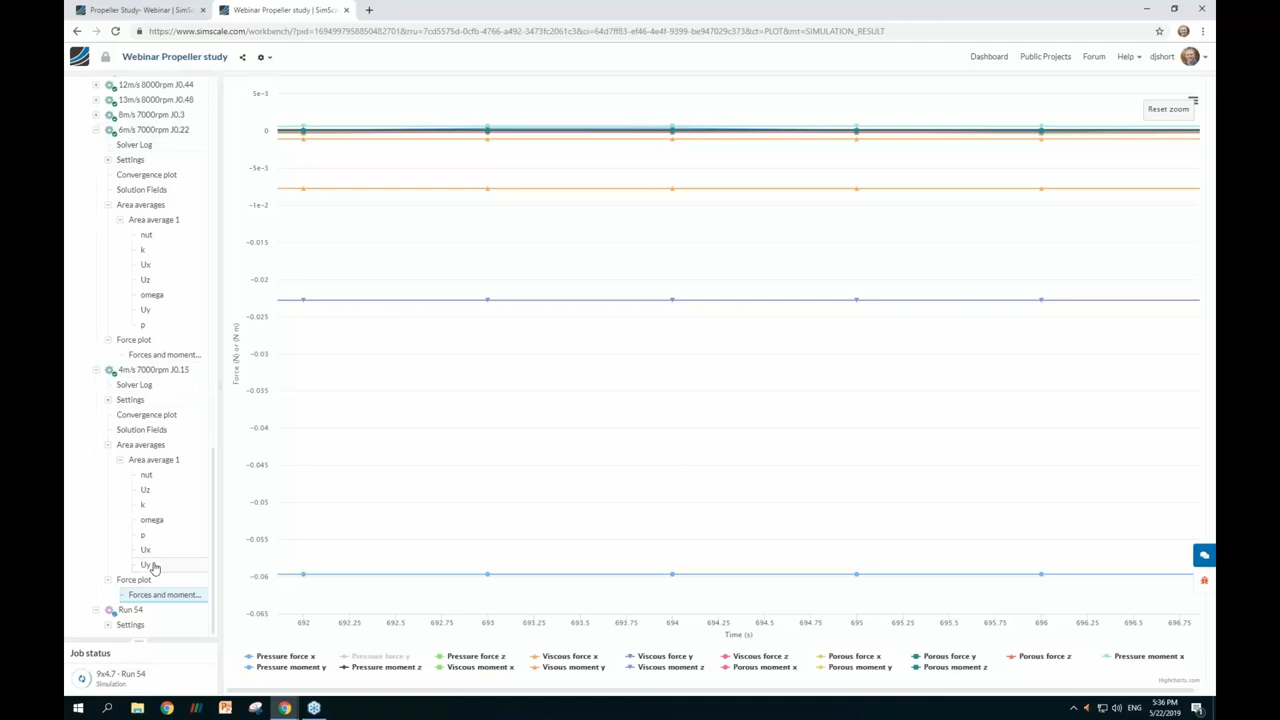 Propeller Study- Webinar | SimSc
Webinar Propeller study | SimSca
https://www.simscale.com/workbench/?pid=1694997958850482701&rru=7cd5575d-0cfb-4766-a492-3473fc2061c3&ci=64d7ff83-ef46-4e4f-9399-be947029c373&ct=PLOT&mt=SIMULATION_RESULT
Webinar Propeller study
Dashboard
Public Projects
Forum
Help
djshort
12m/s 8000rpm J0.44
13m/s 8000rpm J0.48
8m/s 7000rpm J0.3
6m/s 7000rpm J0.22
Solver Log
Settings
Convergence plot
Solution Fields
Area averages
Area average 1
nut
k
Ux
Uz
omega
Uy
p
Force plot
Forces and moment...
4m/s 7000rpm J0.15
Solver Log
Settings
Convergence plot
Solution Fields
Area averages
Area average 1
nut
Uz
k
omega
p
Ux
Uy
Force plot
Forces and moment...
Run 54
Settings
Job status
9x4.7 - Run 54
Simulation
Reset zoom
Force (N) or (N m)
5e-3
0
-5e-3
-1e-2
-0.015
-0.02
-0.025
-0.03
-0.035
-0.04
-0.045
-0.05
-0.055
-0.06
-0.065
692 692.25 692.5 692.75 693 693.25 693.5 693.75 694 694.25 694.5 694.75 695 695.25 695.5 695.75 696 696.25 696.5 696.75
Time (s)
Pressure force x Pressure force y Pressure force z Viscous force x Viscous force y Viscous force z Porous force x Porous force y Porous force z Pressure moment x
Pressure moment y Pressure moment z Viscous moment x Viscous moment y Viscous moment z Porous moment x Porous moment y Porous moment z
Highcharts.com
ENG
5:36 PM
5/22/2019